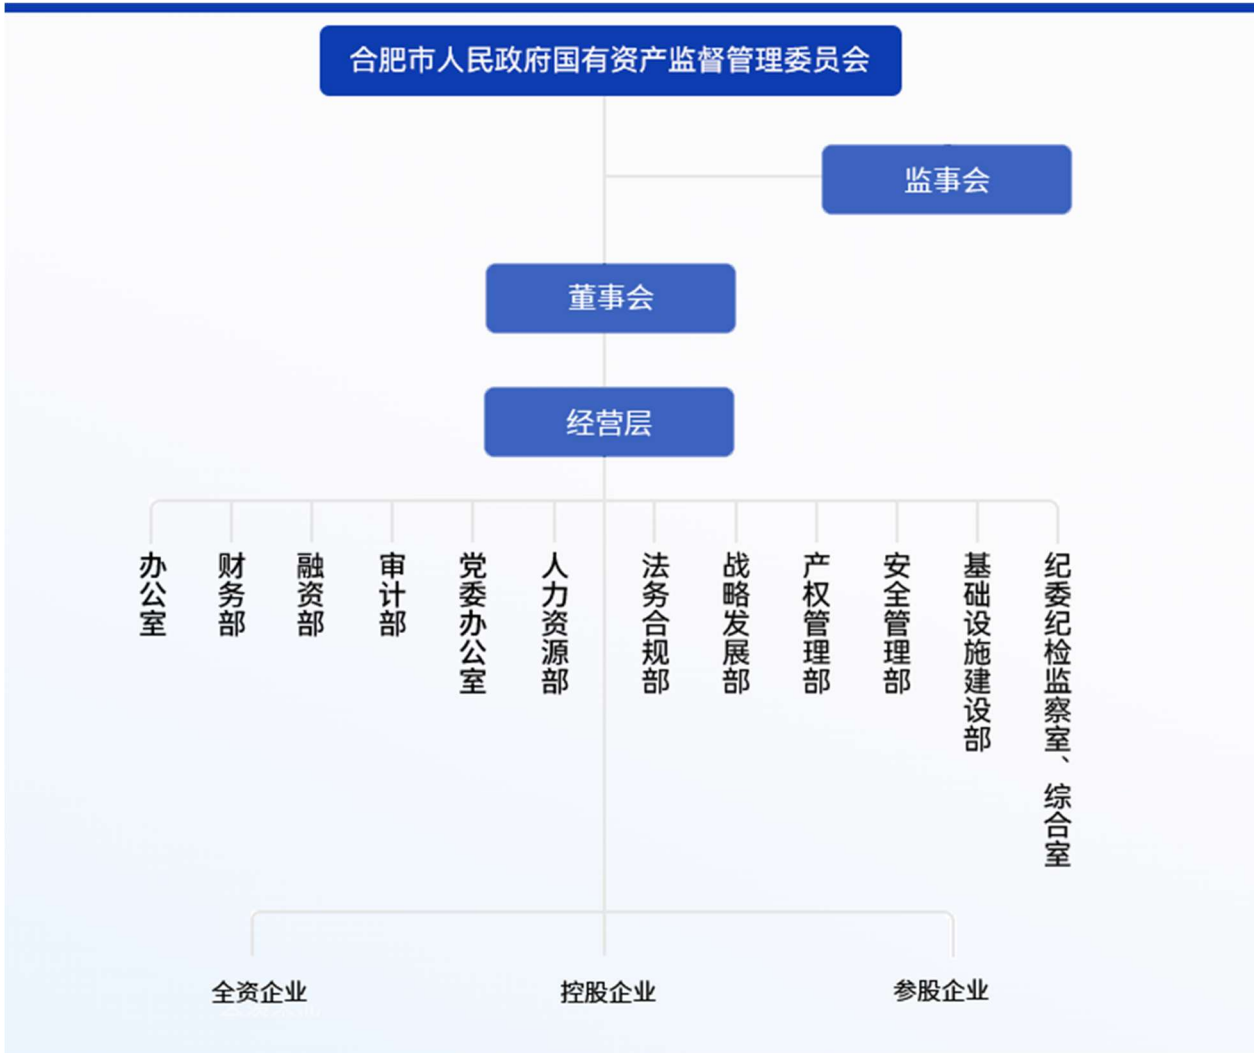 合肥市人民政府国有资产监督管理委员会
监事会
董事会
经营层
办公室
财务部
融资部
审计部
党委办公室
人力资源部
法务合规部
战略发展部
产权管理部
安全管理部
基础设施建设部
纪委纪检监察室、综合室
全资企业
控股企业
参股企业